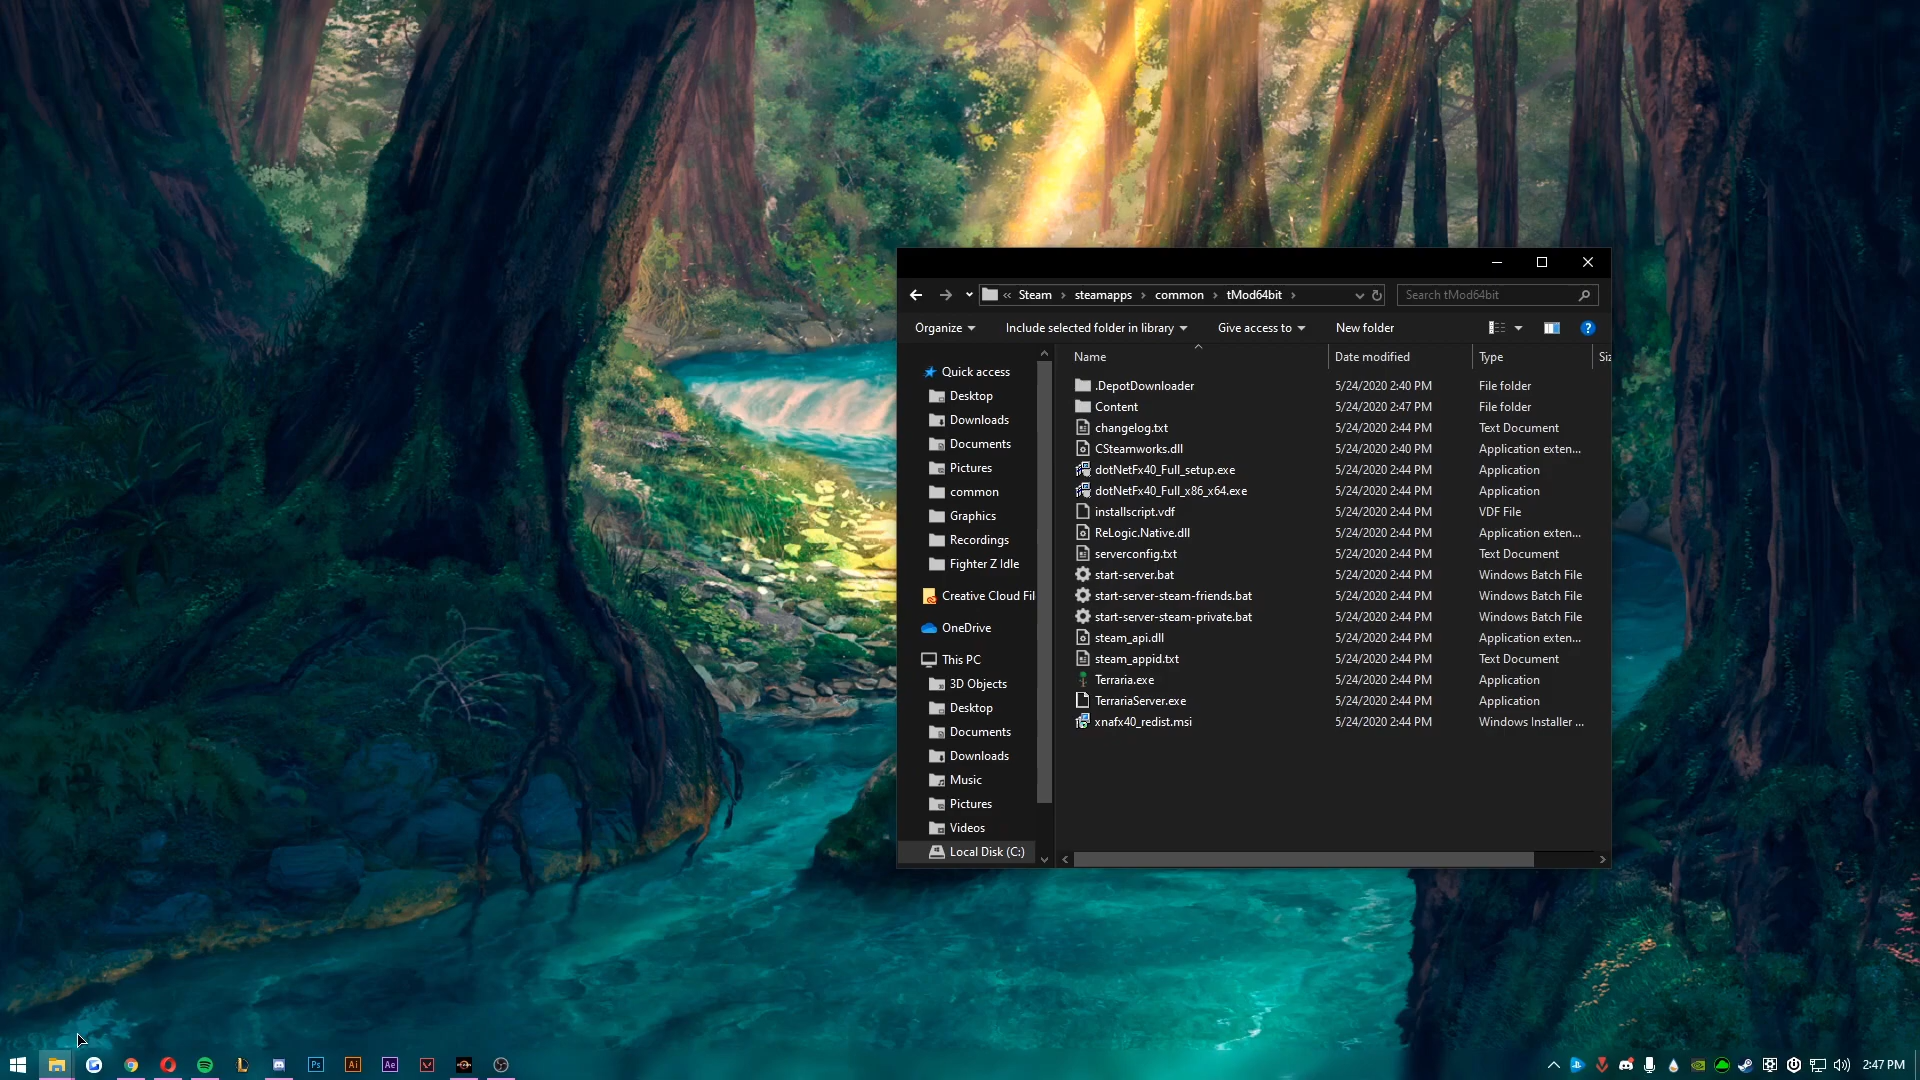 « Steam › steamapps › common › tMod64bit ›
Search tMod64bit
Organize
Include selected folder in library
Give access to
New folder
?
Name
Date modified
Type
Siz
Quick access
Desktop
Downloads
Documents
Pictures
common
Graphics
Recordings
Fighter Z Idle
Creative Cloud Fil
OneDrive
This PC
3D Objects
Desktop
Documents
Downloads
Music
Pictures
Videos
Local Disk (C:)
.DepotDownloader 5/24/2020 2:40 PM File folder
Content 5/24/2020 2:47 PM File folder
changelog.txt 5/24/2020 2:44 PM Text Document
CSteamworks.dll 5/24/2020 2:40 PM Application exten...
dotNetFx40_Full_setup.exe 5/24/2020 2:44 PM Application
dotNetFx40_Full_x86_x64.exe 5/24/2020 2:44 PM Application
installscript.vdf 5/24/2020 2:44 PM VDF File
ReLogic.Native.dll 5/24/2020 2:44 PM Application exten...
serverconfig.txt 5/24/2020 2:44 PM Text Document
start-server.bat 5/24/2020 2:44 PM Windows Batch File
start-server-steam-friends.bat 5/24/2020 2:44 PM Windows Batch File
start-server-steam-private.bat 5/24/2020 2:44 PM Windows Batch File
steam_api.dll 5/24/2020 2:44 PM Application exten...
steam_appid.txt 5/24/2020 2:44 PM Text Document
Terraria.exe 5/24/2020 2:44 PM Application
TerrariaServer.exe 5/24/2020 2:44 PM Application
xnafx40_redist.msi 5/24/2020 2:44 PM Windows Installer ...
Ps
Ai
Ae
2:47 PM